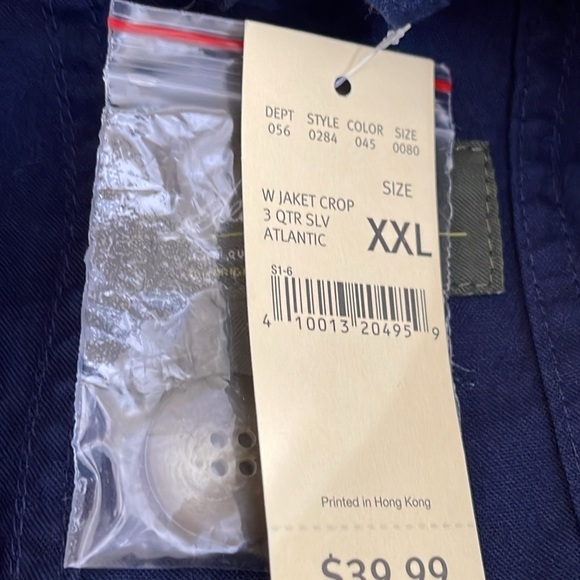 DEPT STYLE COLOR SIZE
056 0284 045 0080
SIZE
W JAKET CROP
3 QTR SLV
ATLANTIC
XXL
S1-6
4 10013 20495 9
Printed in Hong Kong
$39.99